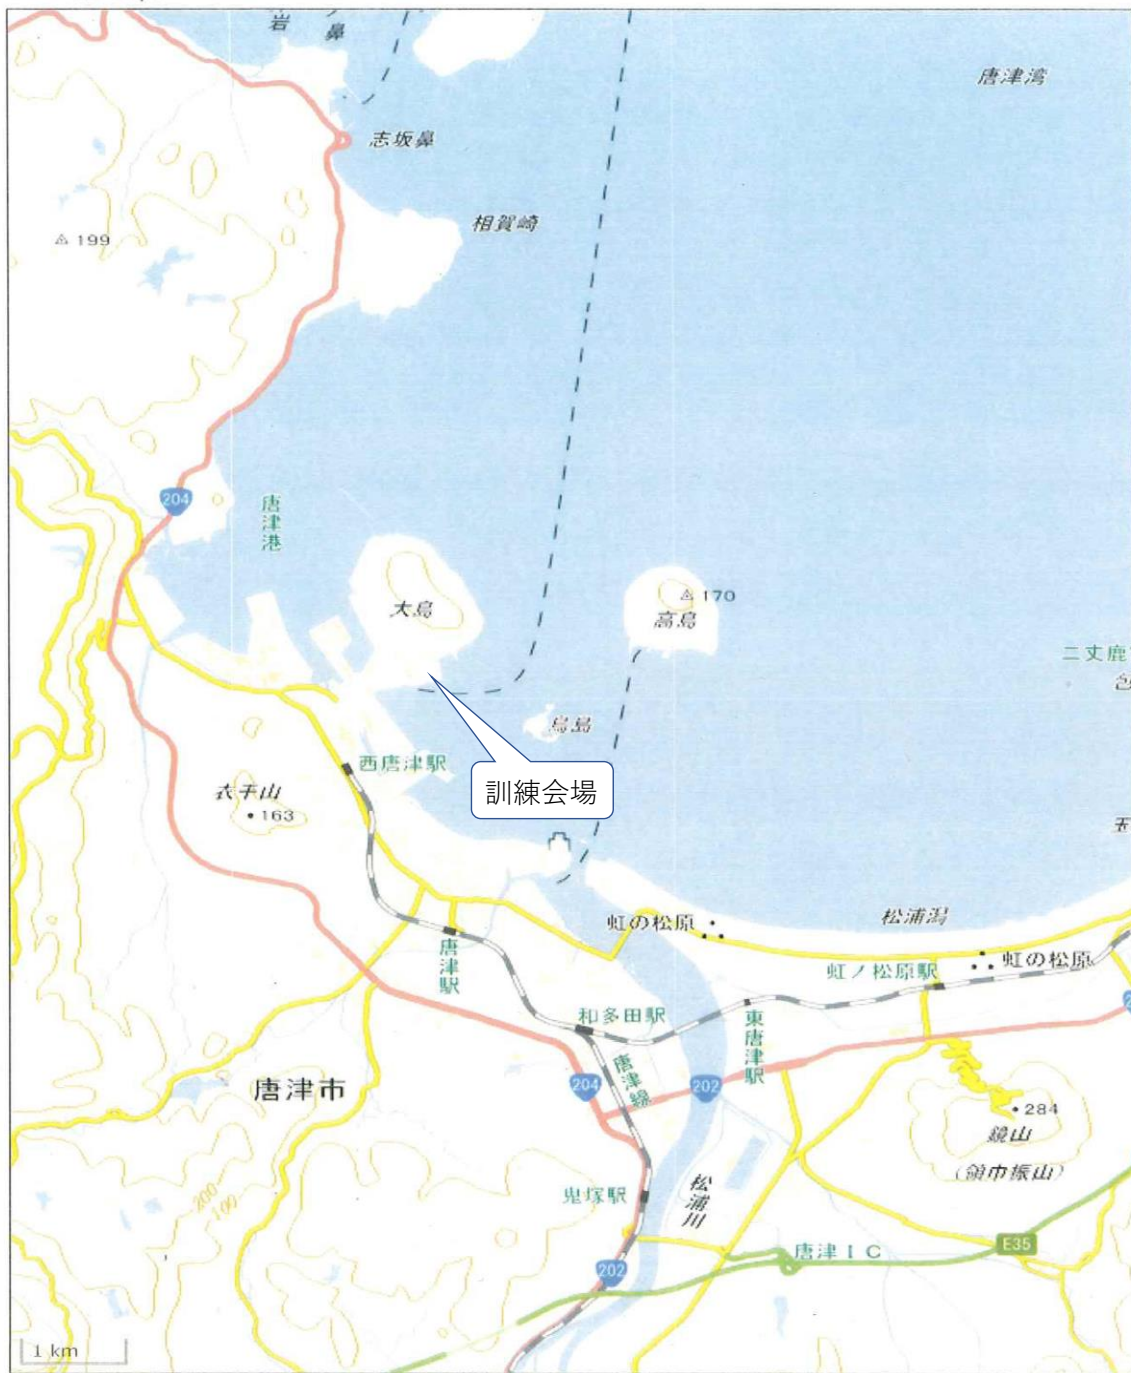 岩
鼻
唐津湾
志坂鼻
相賀崎
199
204
唐津港
大島
170
高島
二丈鹿
鳥島
西唐津駅
訓練会場
衣干山
163
玉
松浦潟
虹の松原
唐津駅
虹ノ松原駅
虹の松原
和多田駅
東唐津駅
唐津線
204
202
唐津市
284
鏡山
(領巾振山)
200
100
鬼塚駅
松浦川
唐津IC
E35
202
1 km